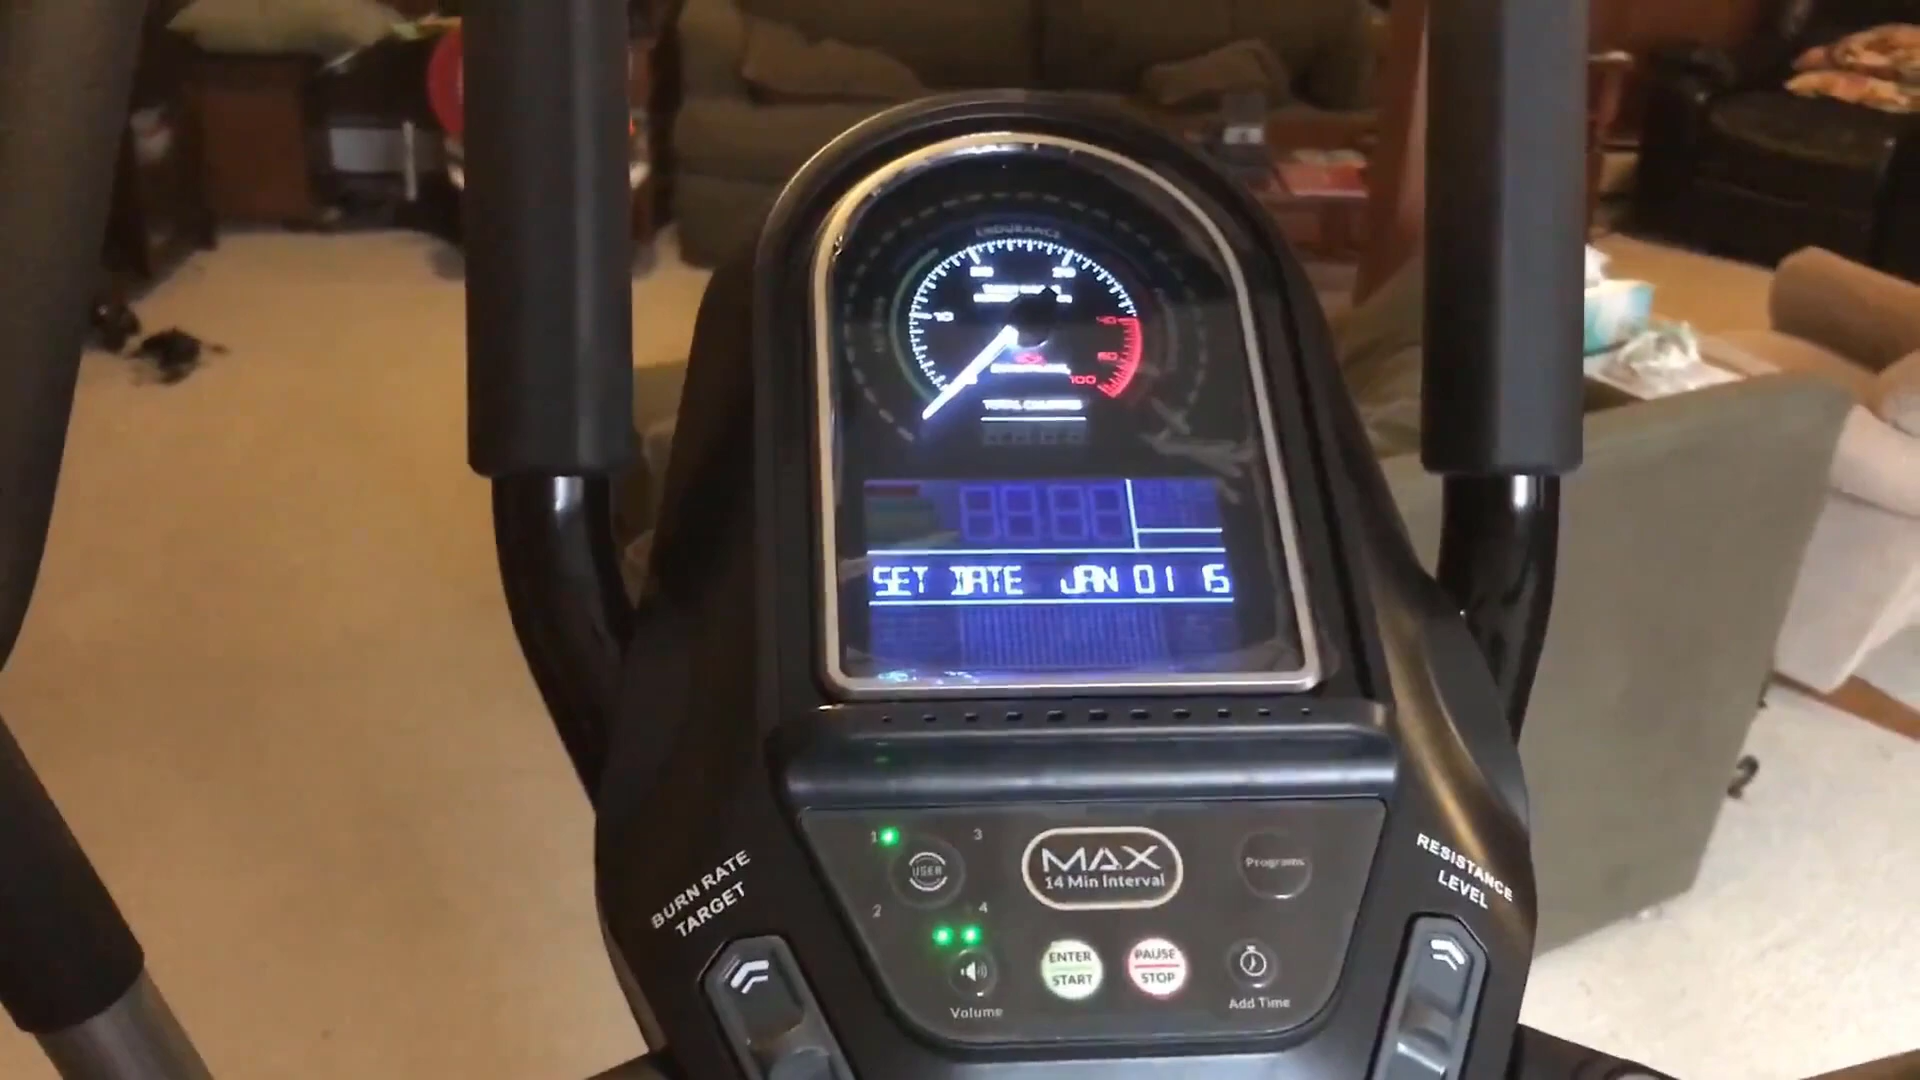 ENDURANCE
10
40
60
100
TOTAL CALORIES
SET DATE JAN 01 15
1
3
USER
2
4
MAX
14 Min Interval
Programs
BURN RATE
TARGET
RESISTANCE
LEVEL
ENTER
START
PAUSE
STOP
Volume
Add Time